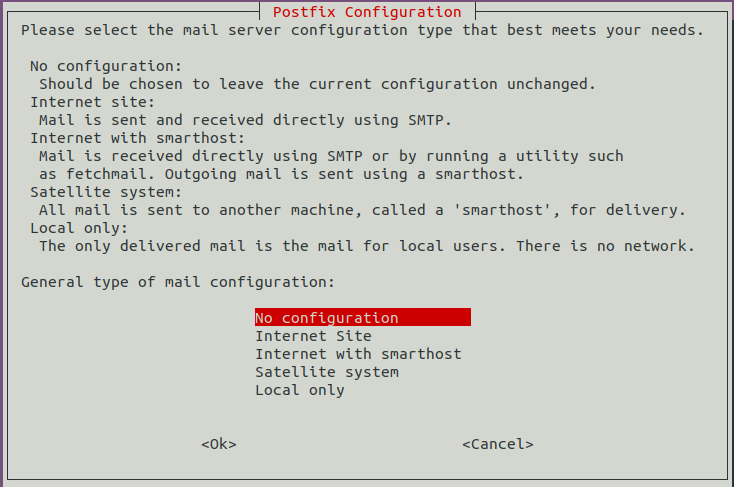 Postfix Configuration
Please select the mail server configuration type that best meets your needs.
No configuration:
Should be chosen to leave the current configuration unchanged.
Internet site:
Mail is sent and received directly using SMTP.
Internet with smarthost:
Mail is received directly using SMTP or by running a utility such
as fetchmail. Outgoing mail is sent using a smarthost.
Satellite system:
All mail is sent to another machine, called a 'smarthost', for delivery.
Local only:
The only delivered mail is the mail for local users. There is no network.
General type of mail configuration:
No configuration
Internet Site
Internet with smarthost
Satellite system
Local only
<Ok> <Cancel>